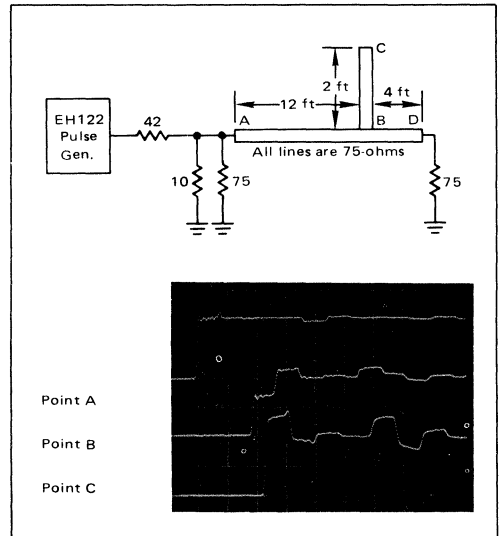 C
2 ft
4 ft
12 ft
A
B
D
EH122
Pulse
Gen.
42
All lines are 75-ohms
10
75
75
Point A
Point B
Point C